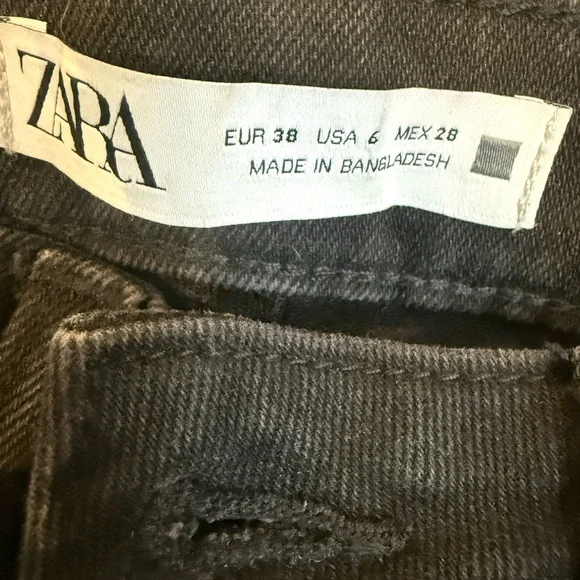 ZARA
EUR 38 USA 6 MEX 28
MADE IN BANGLADESH